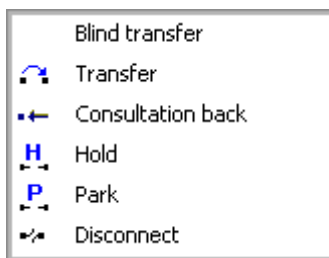 Blind transfer
Transfer
Consultation back
H Hold
P Park
Disconnect